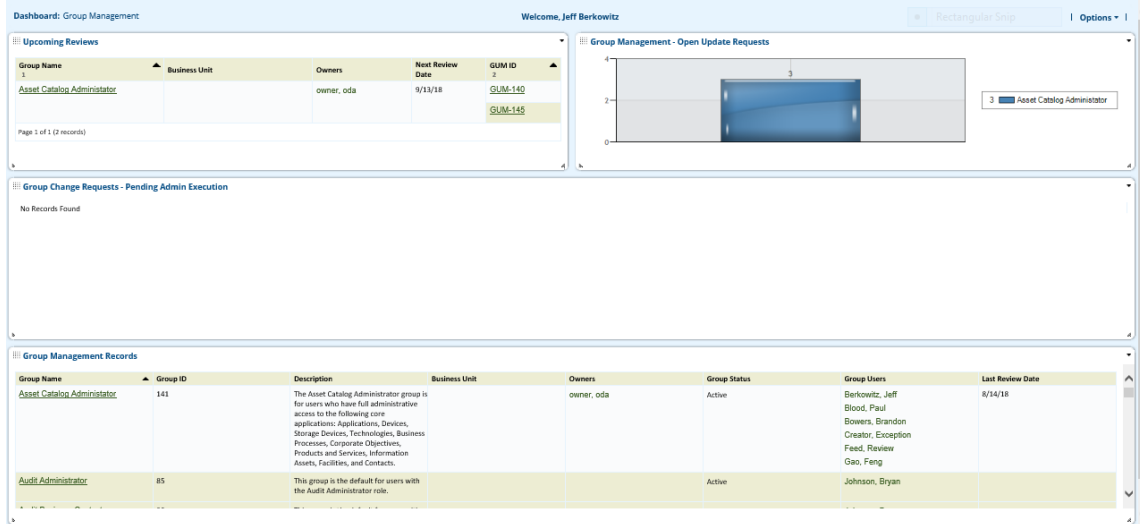 Dashboard: Group Management
Welcome, Jeff Berkowitz
Rectangular Snip
Options
Upcoming Reviews
Group Name
1
Business Unit
Owners
Next Review
Date
GUM ID
2
Asset Catalog Administator
owner, oda
9/13/18
GUM-140
GUM-145
Page 1 of 1 (2 records)
Group Management - Open Update Requests
4
2
0
3
3 Asset Catalog Administator
Group Change Requests - Pending Admin Execution
No Records Found
Group Management Records
Group Name
Group ID
Description
Business Unit
Owners
Group Status
Group Users
Last Review Date
Asset Catalog Administator
141
The Asset Catalog Administrator group is
for users who have full administrative
access to the following core
applications: Applications, Devices,
Storage Devices, Technologies, Business
Processes, Corporate Objectives,
Products and Services, Information
Assets, Facilities, and Contacts.
owner, oda
Active
Berkowitz, Jeff
Blood, Paul
Bowers, Brandon
Creator, Exception
Feed, Review
Gao, Feng
8/14/18
Audit Administrator
85
This group is the default for users with
the Audit Administrator role.
Active
Johnson, Bryan